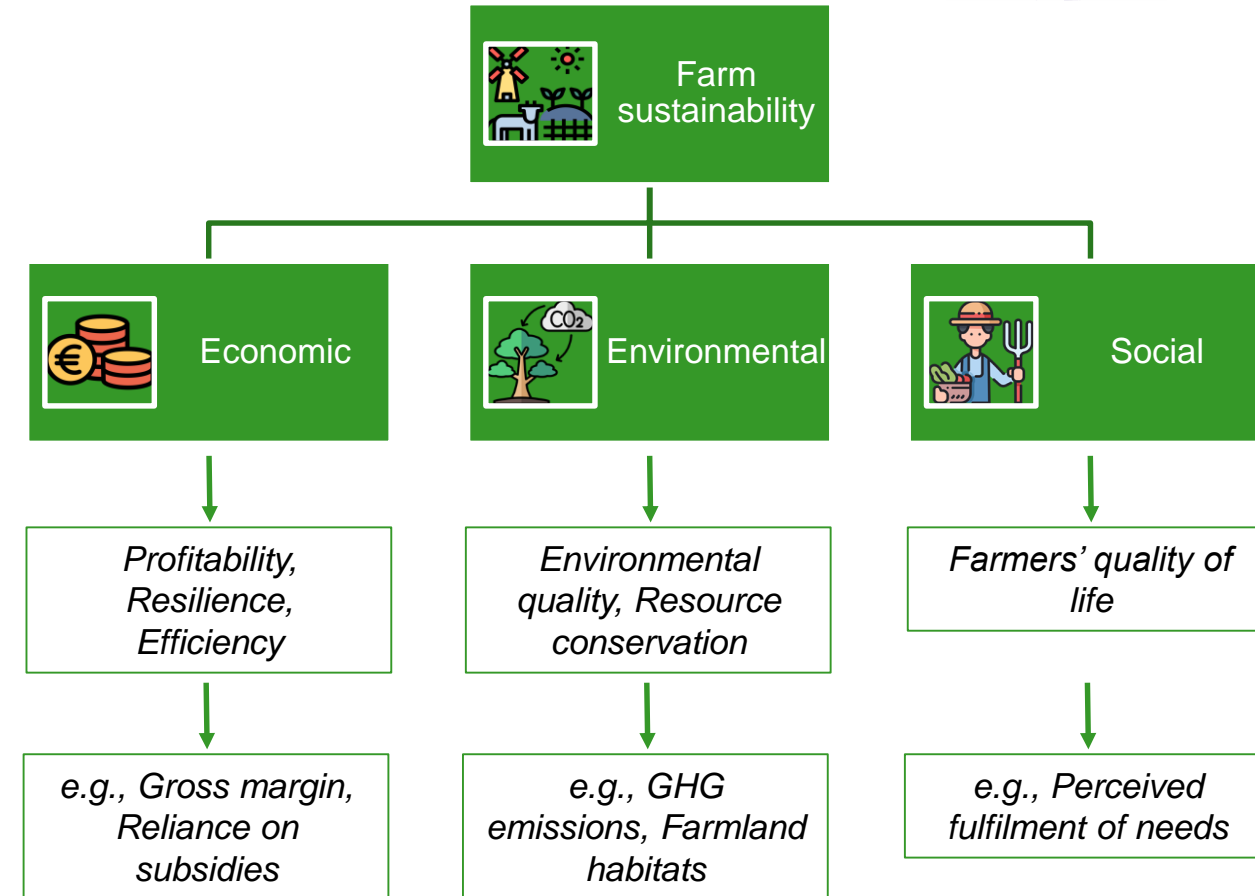 Farm
sustainability
Economic
Environmental
Social
CO₂
€
Profitability,
Resilience,
Efficiency
Environmental
quality, Resource
conservation
Farmers’ quality of
life
e.g., Gross margin,
Reliance on
subsidies
e.g., GHG
emissions, Farmland
habitats
e.g., Perceived
fulfilment of needs